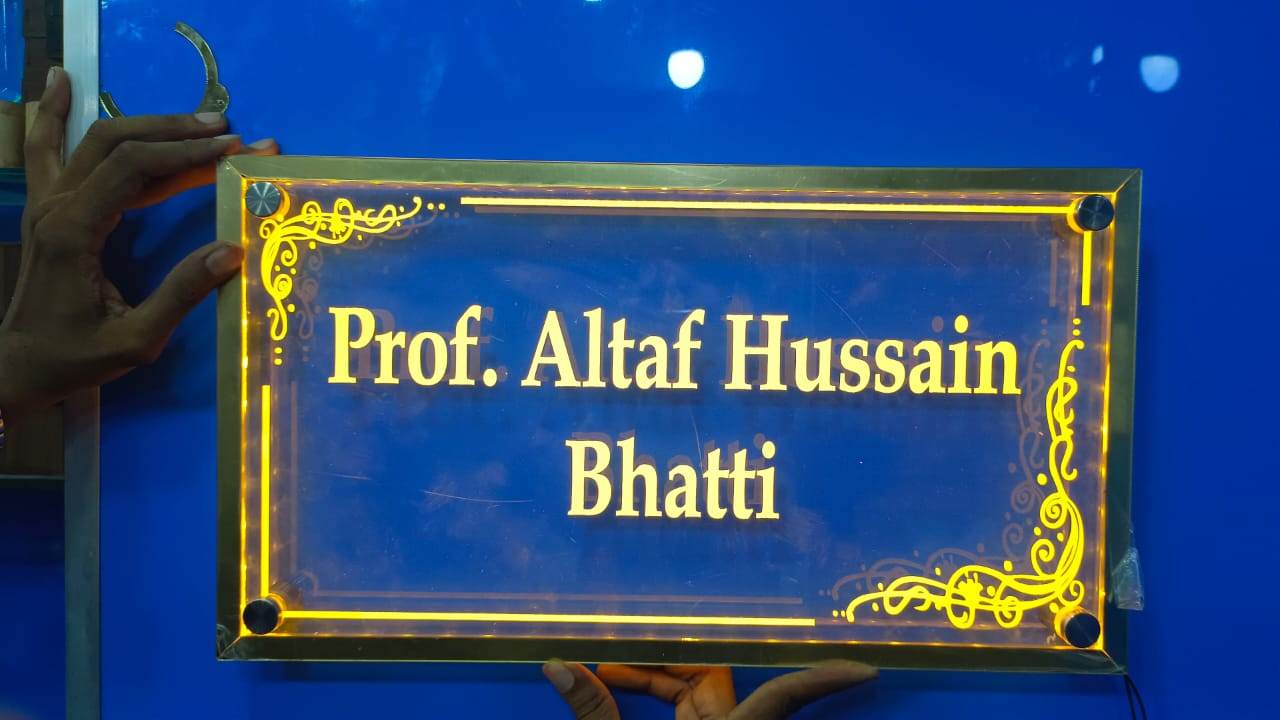 Prof. Altaf Hussain
Bhatti